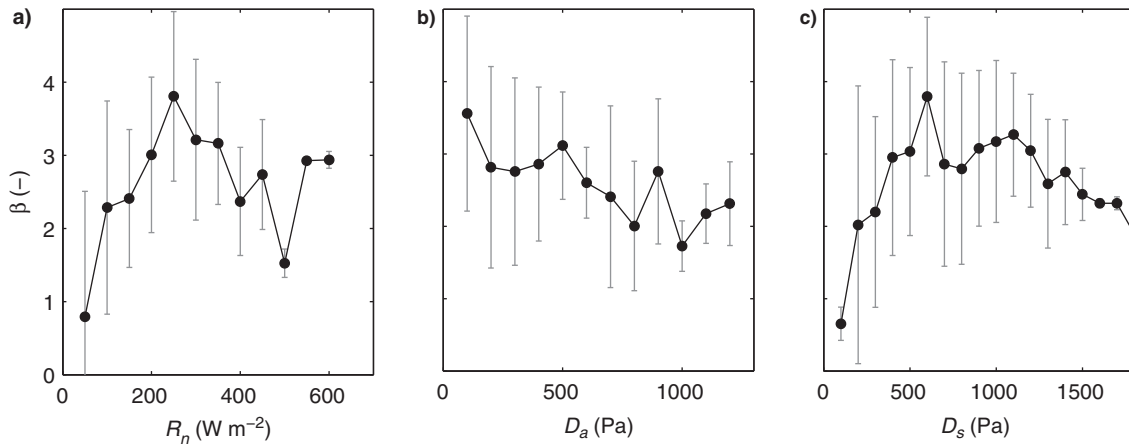 a)
4
3
2
1
0
β (–)
0 200 400 600
R_n (W m−2)
b)
0 500 1000
D_a (Pa)
c)
0 500 1000 1500
D_s (Pa)